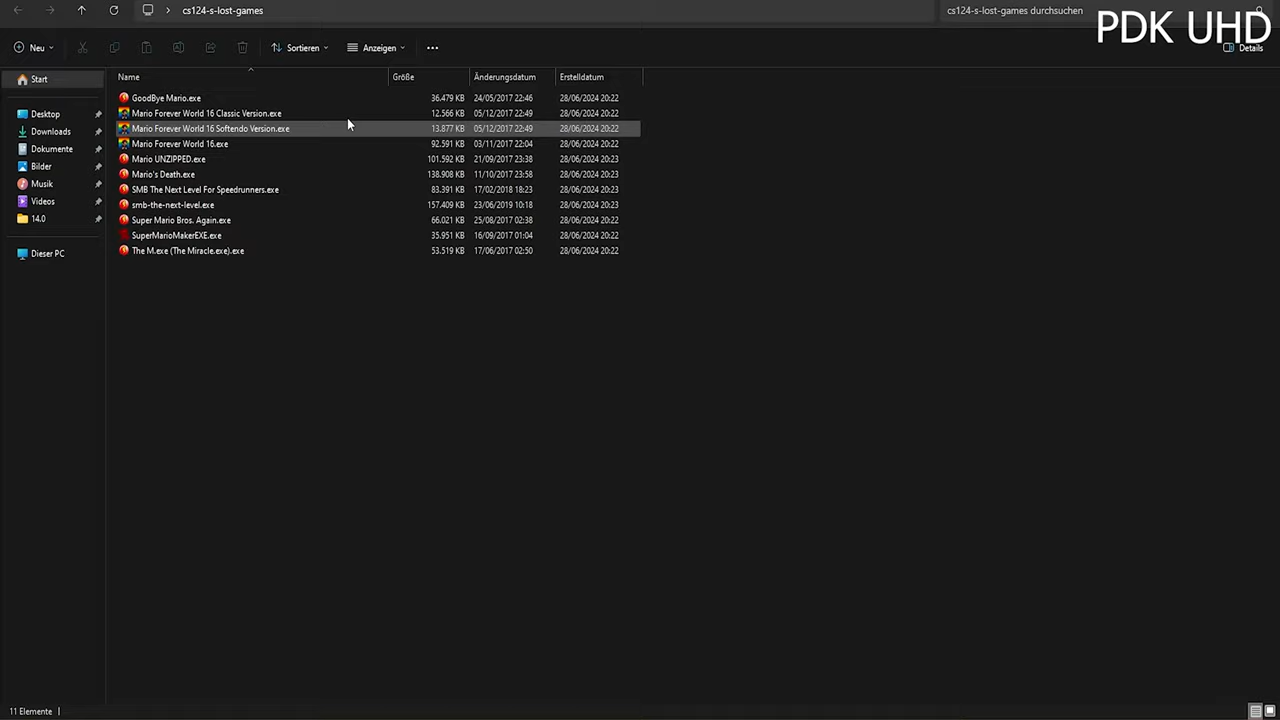 cs124-s-lost-games
cs124-s-lost-games durchsuchen
PDK UHD
Neu
Sortieren
Anzeigen
Details
Start
Desktop
Downloads
Dokumente
Bilder
Musik
Videos
14.0
Dieser PC
Name Größe Änderungsdatum Erstelldatum
GoodBye Mario.exe 36.479 KB 24/05/2017 22:46 28/06/2024 20:22
Mario Forever World 16 Classic Version.exe 12.566 KB 05/12/2017 22:49 28/06/2024 20:22
Mario Forever World 16 Softendo Version.exe 13.877 KB 05/12/2017 22:49 28/06/2024 20:22
Mario Forever World 16.exe 92.591 KB 03/11/2017 22:04 28/06/2024 20:22
Mario UNZIPPED.exe 101.592 KB 21/09/2017 23:38 28/06/2024 20:23
Mario's Death.exe 138.908 KB 11/10/2017 23:58 28/06/2024 20:23
SMB The Next Level For Speedrunners.exe 83.391 KB 17/02/2018 18:23 28/06/2024 20:23
smb-the-next-level.exe 157.409 KB 23/06/2019 10:18 28/06/2024 20:23
Super Mario Bros. Again.exe 66.021 KB 25/08/2017 02:38 28/06/2024 20:22
SuperMarioMakerEXE.exe 35.951 KB 16/09/2017 01:04 28/06/2024 20:22
The M.exe (The Miracle.exe).exe 53.519 KB 17/06/2017 02:50 28/06/2024 20:22
11 Elemente